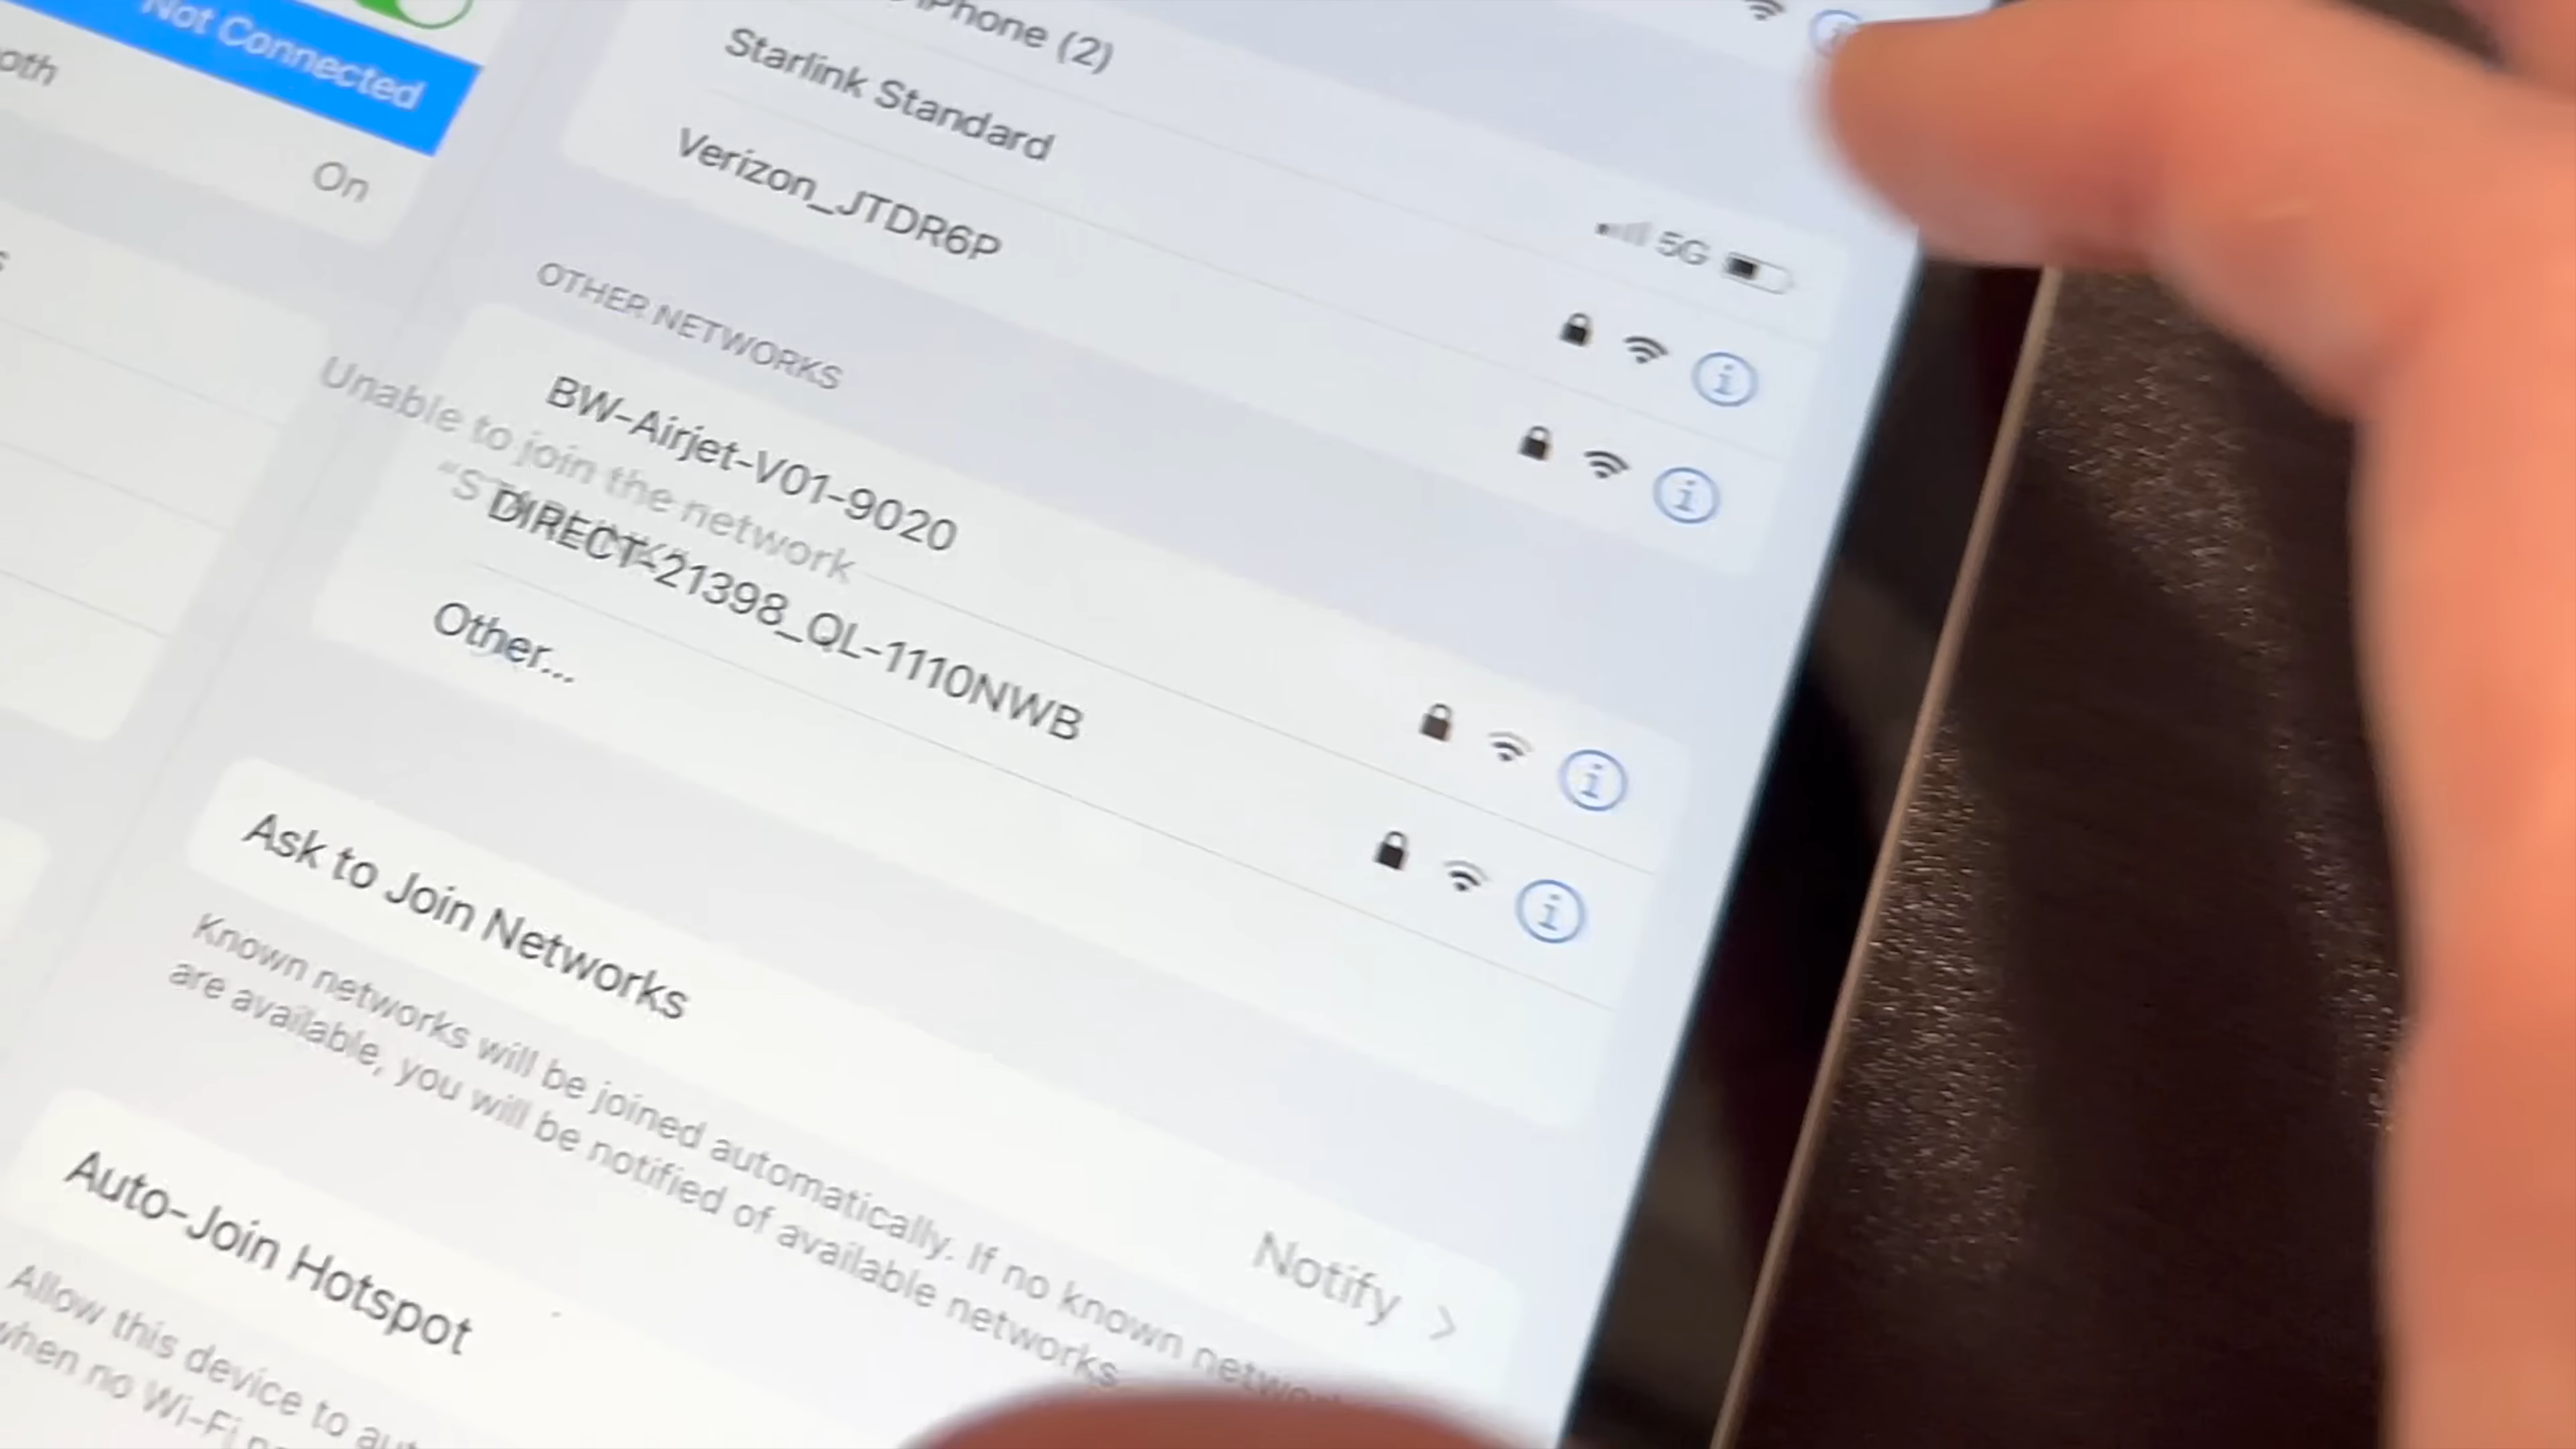 Not Connected
On
iPhone (2)
5G
Starlink Standard
Verizon_JTDR6P
OTHER NETWORKS
BW-Airjet-V01-9020
Unable to join the network
DIRECT-21398_QL-1110NWB
Other...
Ask to Join Networks
Notify
Known networks will be joined automatically. If no known networks
are available, you will be notified of available networks.
Auto-Join Hotspot
Allow this device to
when no Wi-Fi